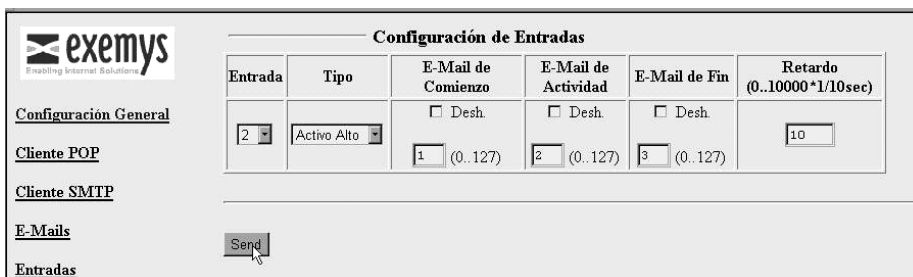 exemys
Enabling Internet Solutions
Configuración General
Cliente POP
Cliente SMTP
E-Mails
Entradas
Configuración de Entradas
Entrada Tipo E-Mail de Comienzo E-Mail de Actividad E-Mail de Fin Retardo (0..10000*1/10sec)
2 Activo Alto Desh. Desh. Desh. 10
1 (0..127) 2 (0..127) 3 (0..127)
Send